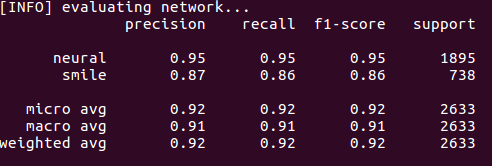 [INFO] evaluating network...
precision recall f1-score support
neural 0.95 0.95 0.95 1895
smile 0.87 0.86 0.86 738
micro avg 0.92 0.92 0.92 2633
macro avg 0.91 0.91 0.91 2633
weighted avg 0.92 0.92 0.92 2633